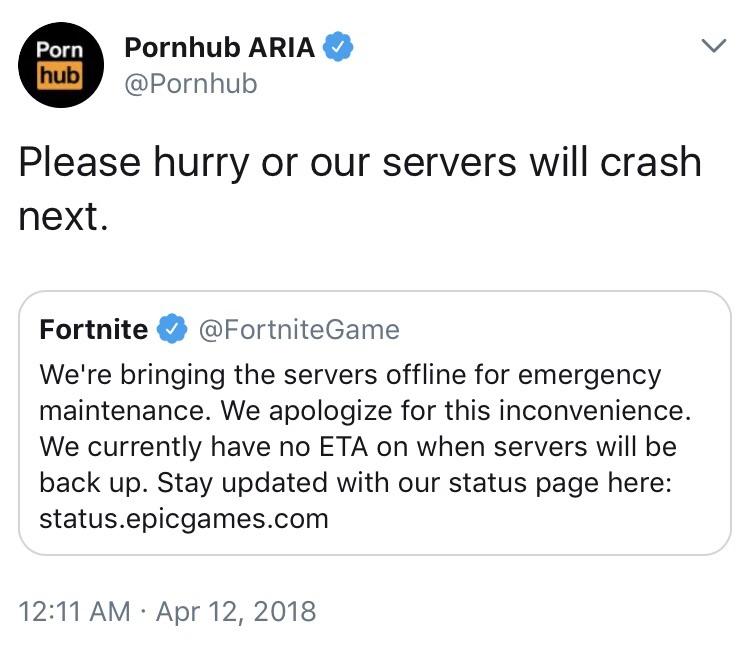 Porn
hub
Pornhub ARIA
@Pornhub
Please hurry or our servers will crash
next.
Fortnite @FortniteGame
We're bringing the servers offline for emergency
maintenance. We apologize for this inconvenience.
We currently have no ETA on when servers will be
back up. Stay updated with our status page here:
status.epicgames.com
12:11 AM · Apr 12, 2018